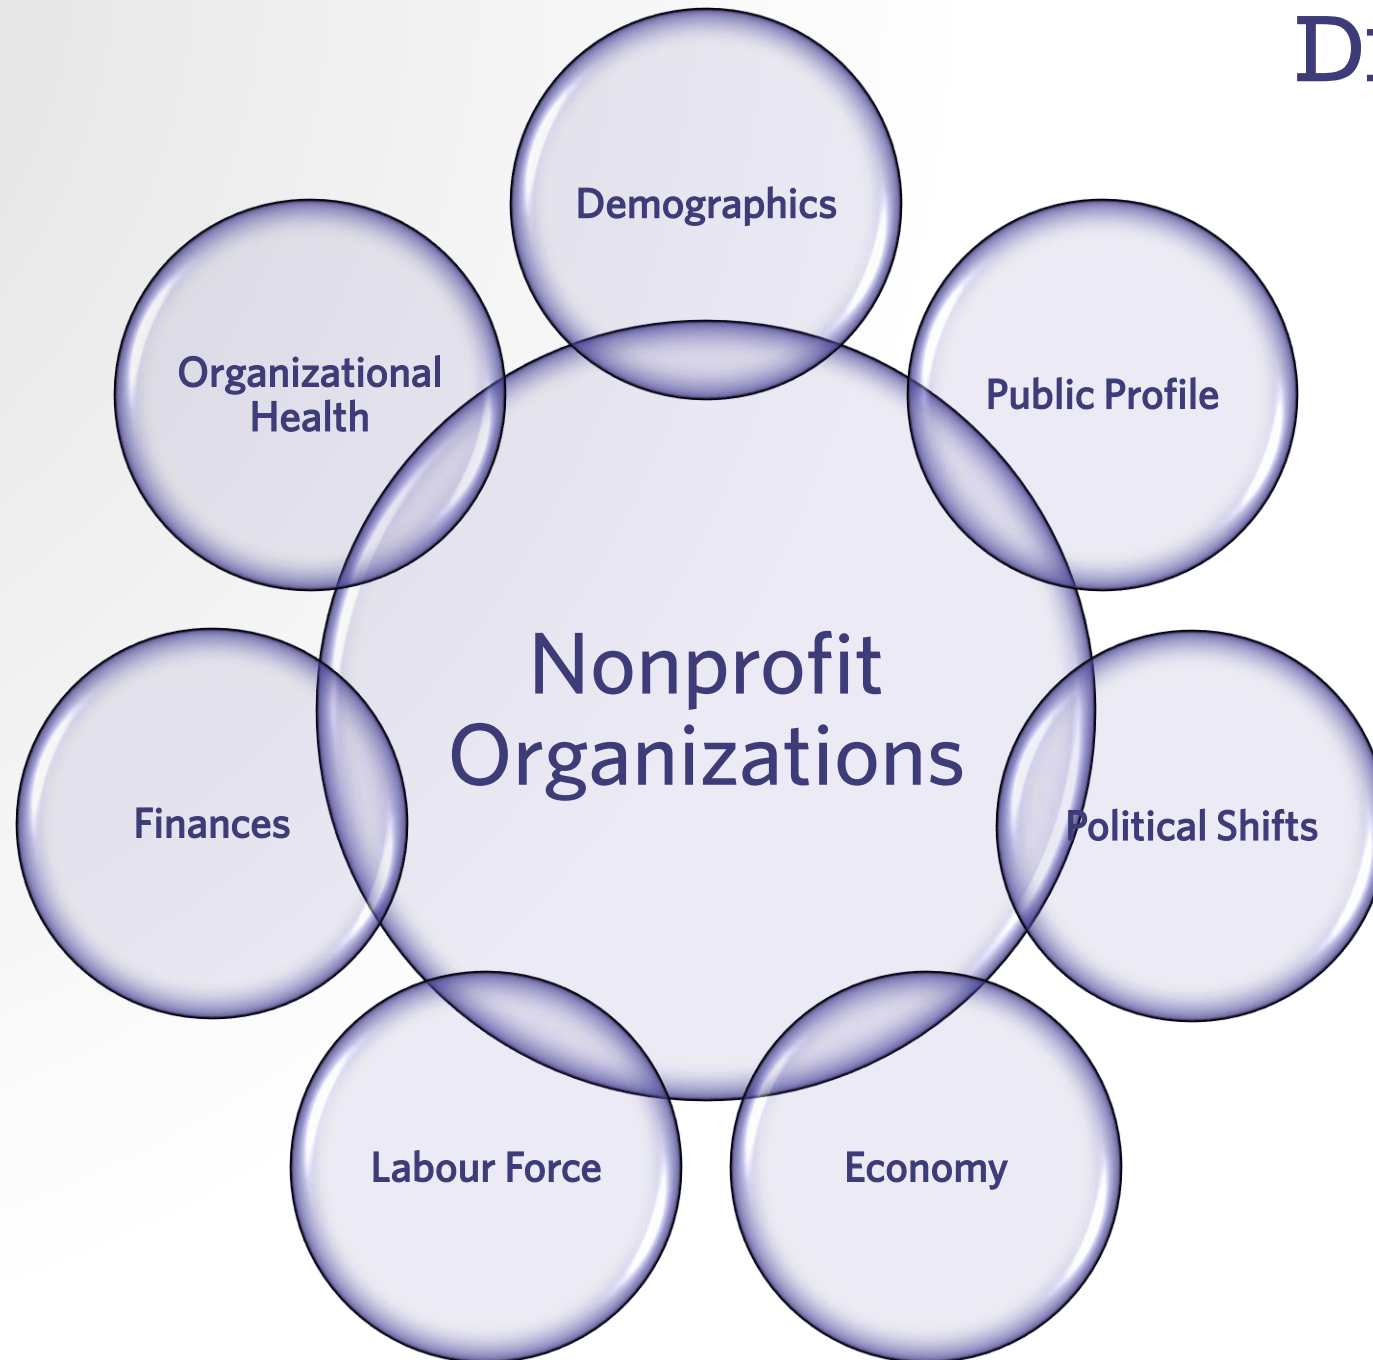 Demographics
Organizational
Health
Public Profile
Nonprofit
Organizations
Finances
Political Shifts
Labour Force
Economy